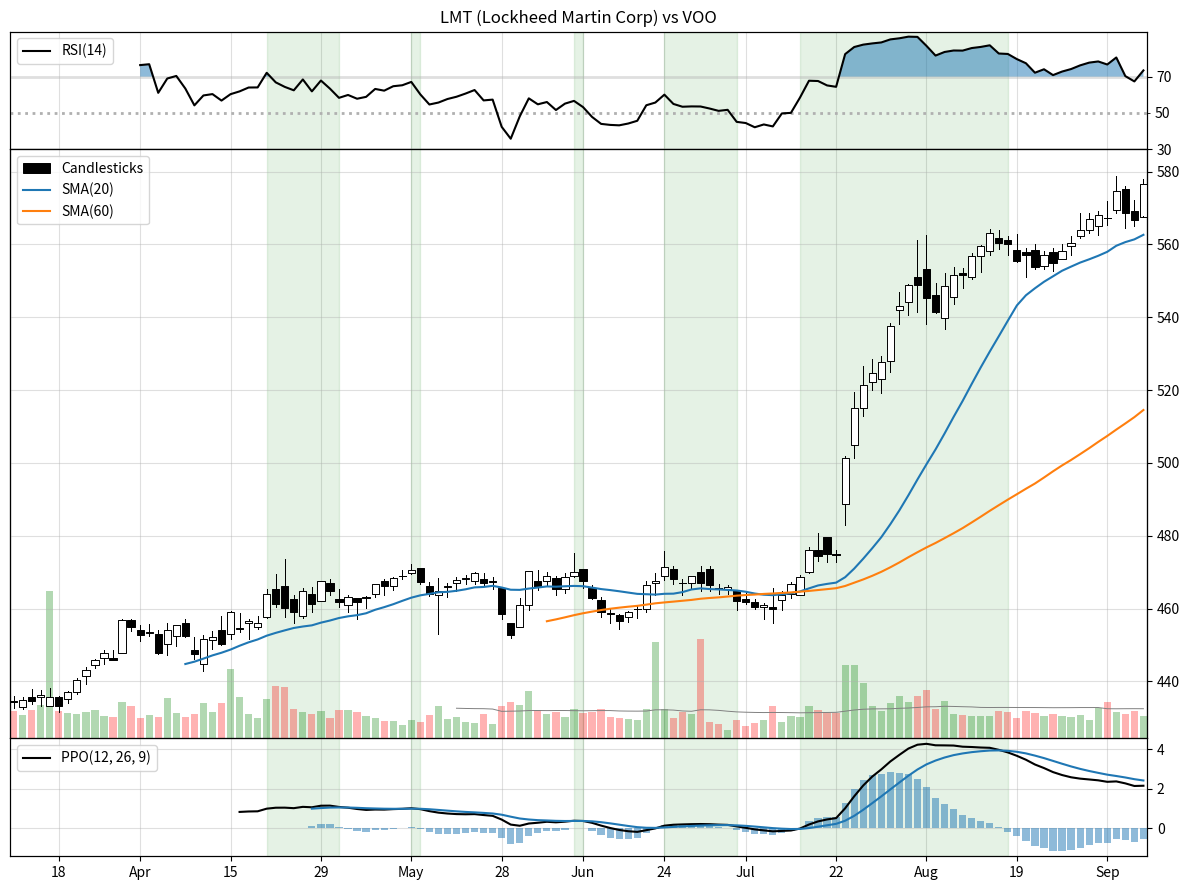 LMT (Lockheed Martin Corp) vs VOO
RSI(14)
70
50
30
Candlesticks
SMA(20)
SMA(60)
580
560
540
520
500
480
460
440
PPO(12, 26, 9)
4
2
0
18 Apr 15 29 May 28 Jun 24 Jul 22 Aug 19 Sep